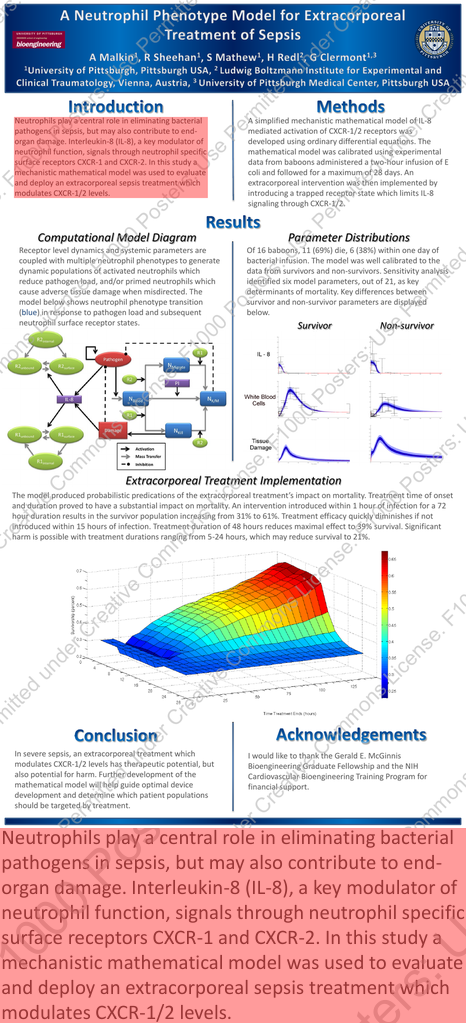 A Neutrophil Phenotype Model for Extracorporeal
Treatment of Sepsis
UNIVERSITY OF PITTSBURGH
bioengineering
A Malkin¹, R Sheehan¹, S Mathew¹, H Redl², G Clermont¹,³
¹University of Pittsburgh, Pittsburgh USA, ² Ludwig Boltzmann Institute for Experimental and
Clinical Traumatology, Vienna, Austria, ³ University of Pittsburgh Medical Center, Pittsburgh USA
Introduction
Neutrophils play a central role in eliminating bacterial
pathogens in sepsis, but may also contribute to end-
organ damage. Interleukin-8 (IL-8), a key modulator of
neutrophil function, signals through neutrophil specific
surface receptors CXCR-1 and CXCR-2. In this study a
mechanistic mathematical model was used to evaluate
and deploy an extracorporeal sepsis treatment which
modulates CXCR-1/2 levels.
Methods
A simplified mechanistic mathematical model of IL-8
mediated activation of CXCR-1/2 receptors was
developed using ordinary differential equations. The
mathematical model was calibrated using experimental
data from baboons administered a two-hour infusion of E
coli and followed for a maximum of 28 days. An
extracorporeal intervention was then implemented by
introducing a trapped receptor state which limits IL-8
signaling through CXCR-1/2.
Results
Computational Model Diagram
Receptor level dynamics and systemic parameters are
coupled with multiple neutrophil phenotypes to generate
dynamic populations of activated neutrophils which
reduce pathogen load, and/or primed neutrophils which
cause adverse tissue damage when misdirected. The
model below shows neutrophil phenotype transition
(blue) in response to pathogen load and subsequent
neutrophil surface receptor states.
Pathogen
IL-8
Damage
Activation
Mass Transfer
Inhibition
Parameter Distributions
Of 16 baboons, 11 (69%) die, 6 (38%) within one day of
bacterial infusion. The model was well calibrated to the
data from survivors and non-survivors. Sensitivity analysis
identified six model parameters, out of 21, as key
determinants of mortality. Key differences between
survivor and non-survivor parameters are displayed
below.
Survivor
Non-survivor
IL - 8
White Blood
Cells
Tissue
Damage
Extracorporeal Treatment Implementation
The model produced probabilistic predications of the extracorporeal treatment's impact on mortality. Treatment time of onset
and duration proved to have a substantial impact on mortality. An intervention introduced within 1 hour of infection for a 72
hour duration results in the survivor population increasing from 31% to 61%. Treatment efficacy quickly diminishes if not
introduced within 15 hours of infection. Treatment duration of 48 hours reduces maximal effect to 39% survival. Significant
harm is possible with treatment durations ranging from 5-24 hours, which may reduce survival to 21%.
Time Treatment Ends (hours)
Conclusion
In severe sepsis, an extracorporeal treatment which
modulates CXCR-1/2 levels has therapeutic potential, but
also potential for harm. Further development of the
mathematical model will help guide optimal device
development and determine which patient populations
should be targeted by treatment.
Acknowledgements
I would like to thank the Gerald E. McGinnis
Bioengineering Graduate Fellowship and the NIH
Cardiovascular Bioengineering Training Program for
financial support.
Neutrophils play a central role in eliminating bacterial
pathogens in sepsis, but may also contribute to end-
organ damage. Interleukin-8 (IL-8), a key modulator of
neutrophil function, signals through neutrophil specific
surface receptors CXCR-1 and CXCR-2. In this study a
mechanistic mathematical model was used to evaluate
and deploy an extracorporeal sepsis treatment which
modulates CXCR-1/2 levels.